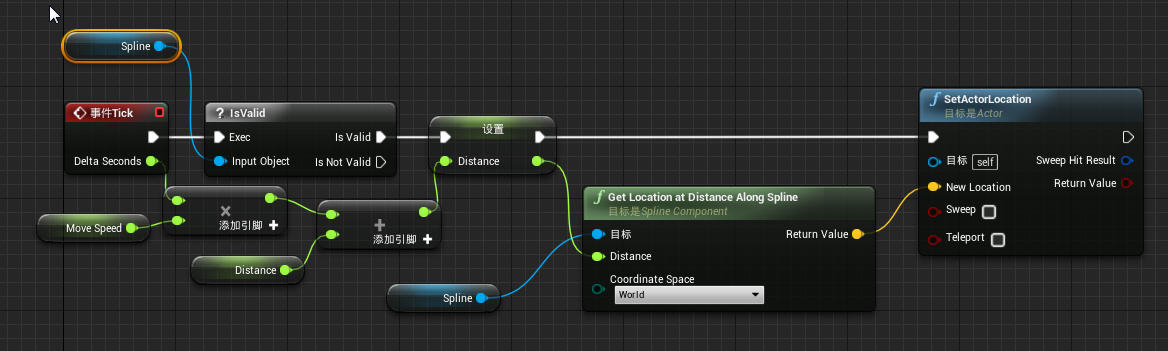 Spline
事件Tick
Delta Seconds
IsValid
Exec
Is Valid
Input Object
Is Not Valid
设置
Distance
SetActorLocation
目标是Actor
目标
self
Sweep Hit Result
New Location
Return Value
Sweep
Teleport
Move Speed
添加引脚
添加引脚
Distance
Get Location at Distance Along Spline
目标是Spline Component
目标
Return Value
Distance
Coordinate Space
World
Spline